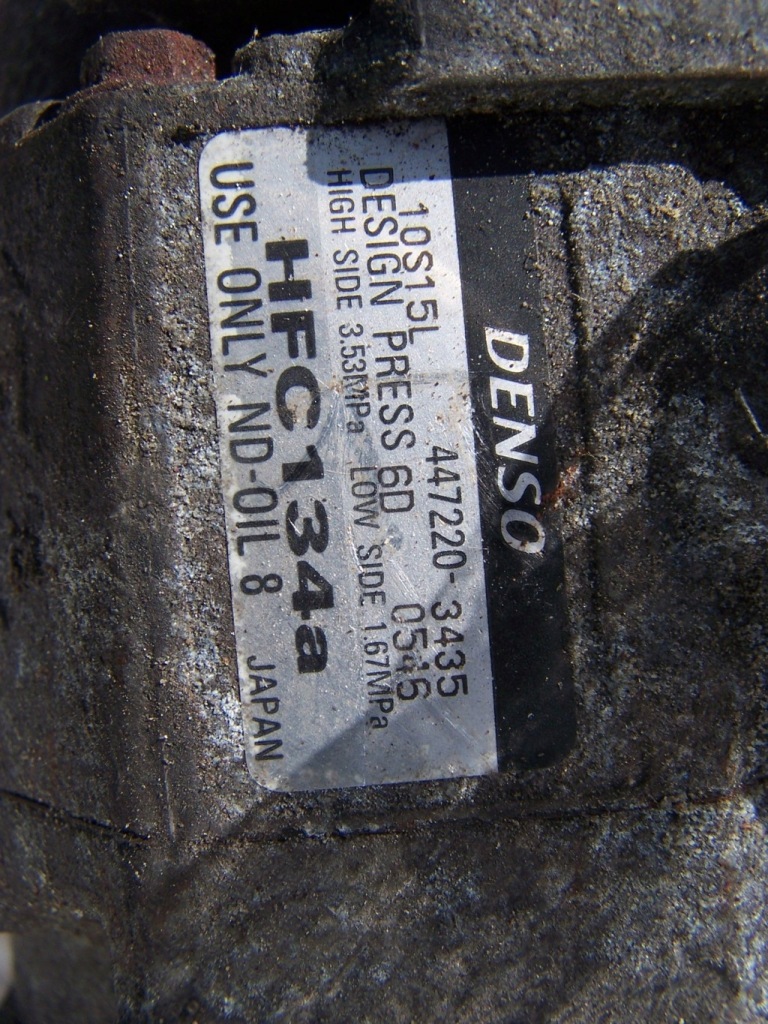 DENSO
10S15L 447220-3435
DESIGN PRESS 6D 0546
HIGH SIDE 3.53MPa LOW SIDE 1.67MPa
HFC134a
USE ONLY ND-OIL 8 JAPAN